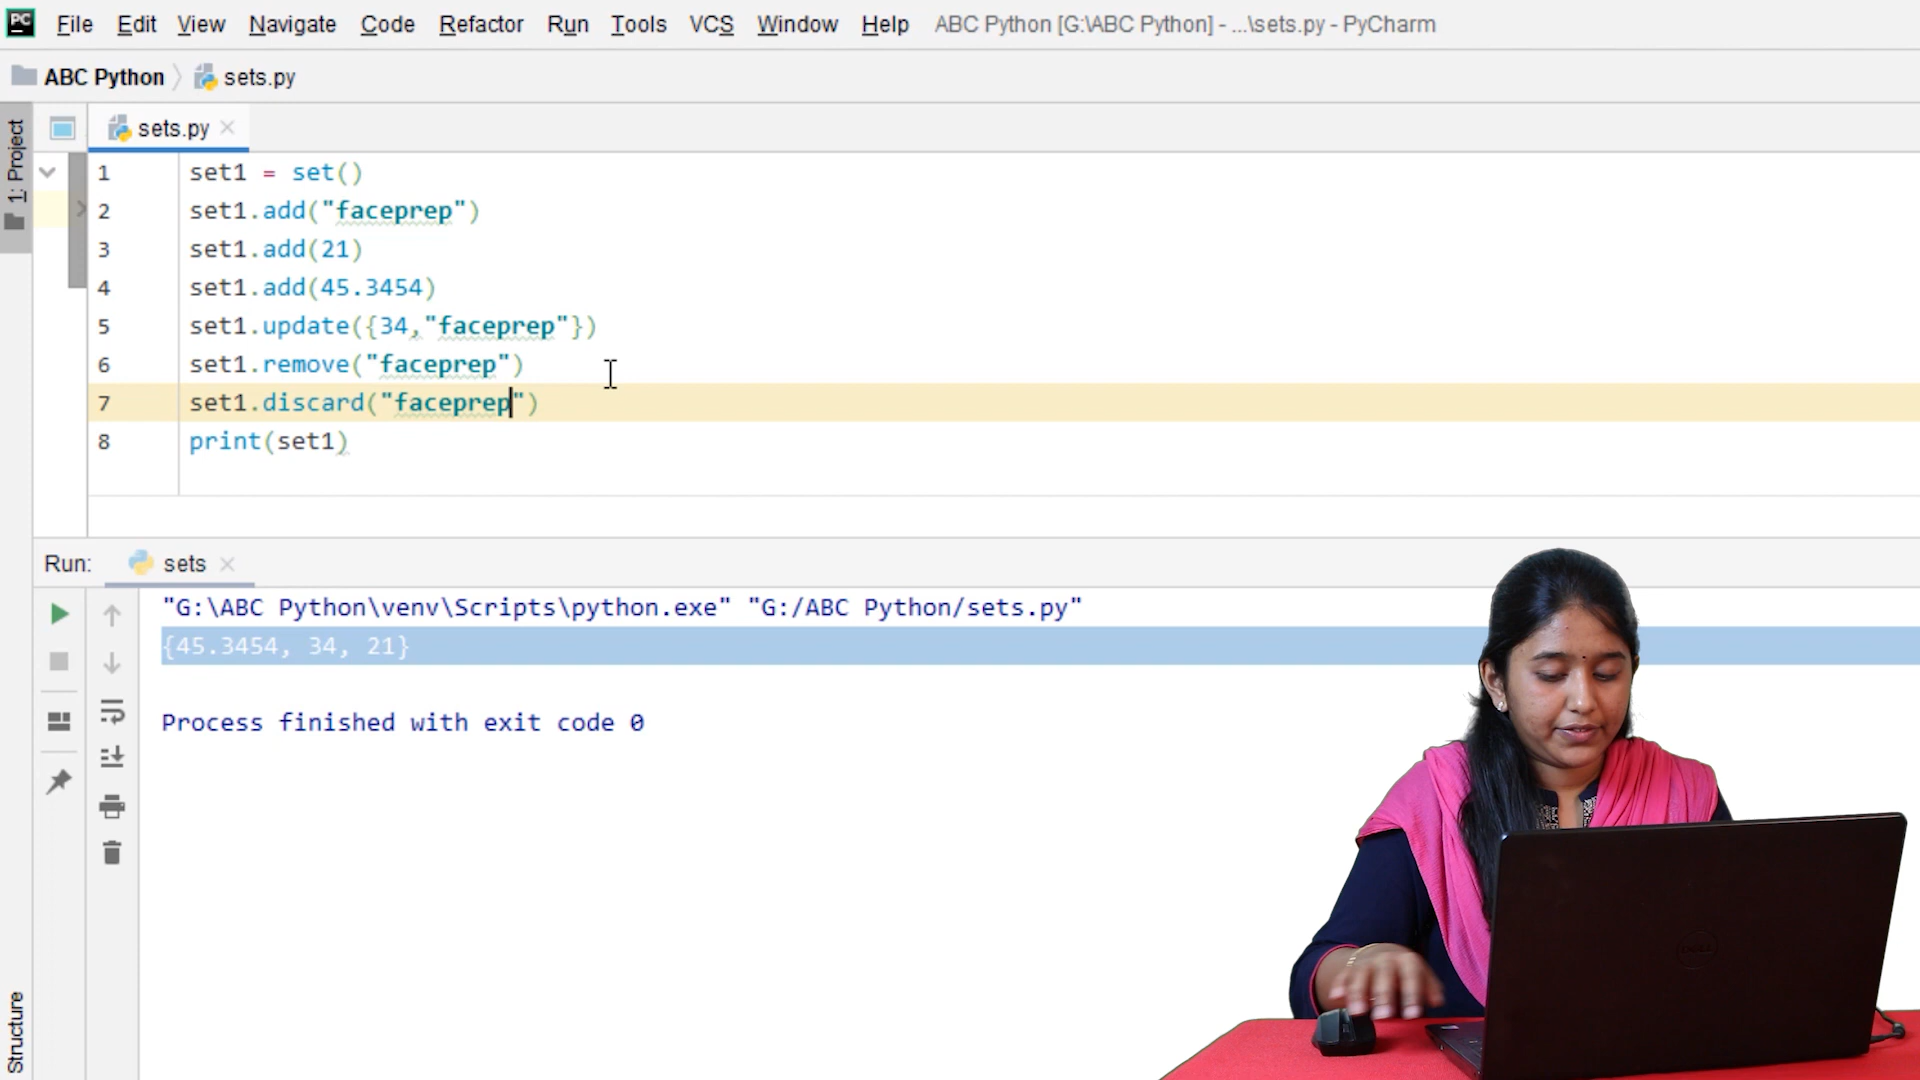 PC File Edit View Navigate Code Refactor Run Tools VCS Window Help ABC Python [G:\ABC Python] - ...\sets.py - PyCharm
ABC Python sets.py
1: Project
sets.py
1 set1 = set()
2 set1.add("faceprep")
3 set1.add(21)
4 set1.add(45.3454)
5 set1.update({34,"faceprep"})
6 set1.remove("faceprep")
7 set1.discard("faceprep")
8 print(set1)
Run: sets
"G:\ABC Python\venv\Scripts\python.exe" "G:/ABC Python/sets.py"
{45.3454, 34, 21}
Process finished with exit code 0
Structure
DELL